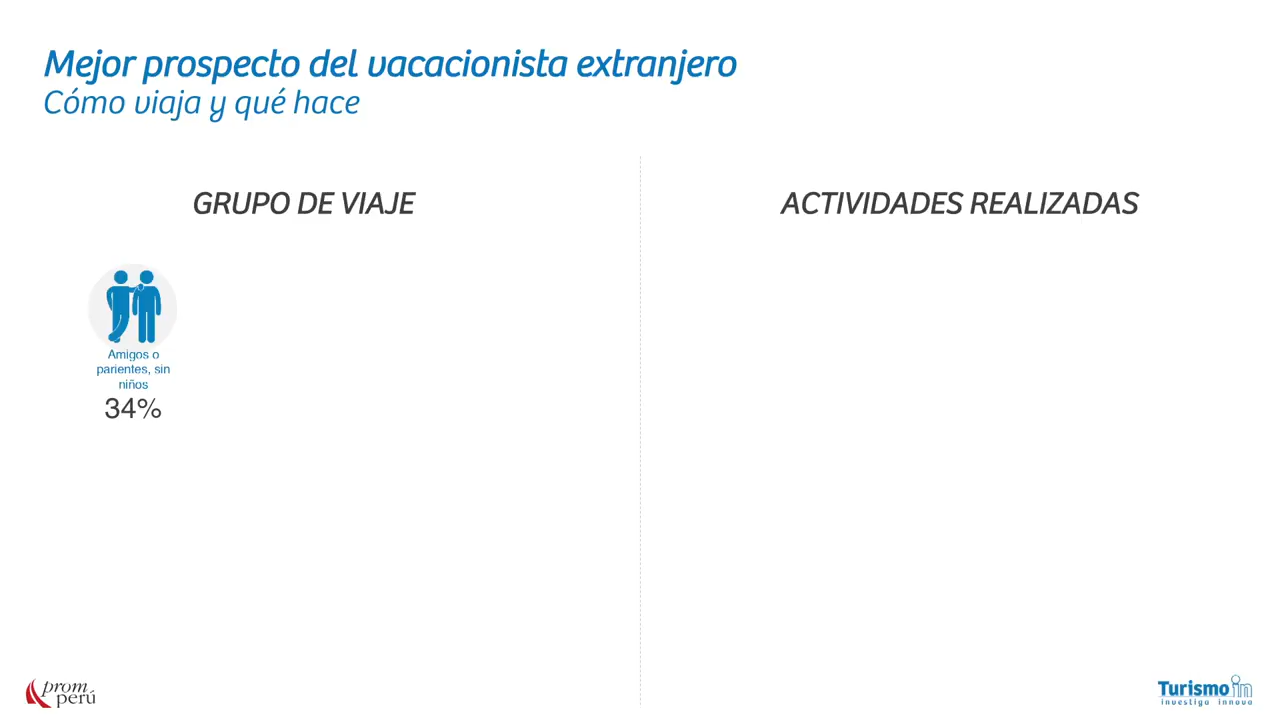 Mejor prospecto del vacacionista extranjero
Cómo viaja y qué hace
GRUPO DE VIAJE
ACTIVIDADES REALIZADAS
Amigos o
parientes, sin
niños
34%
prom
perú
Turismo in
investiga innova